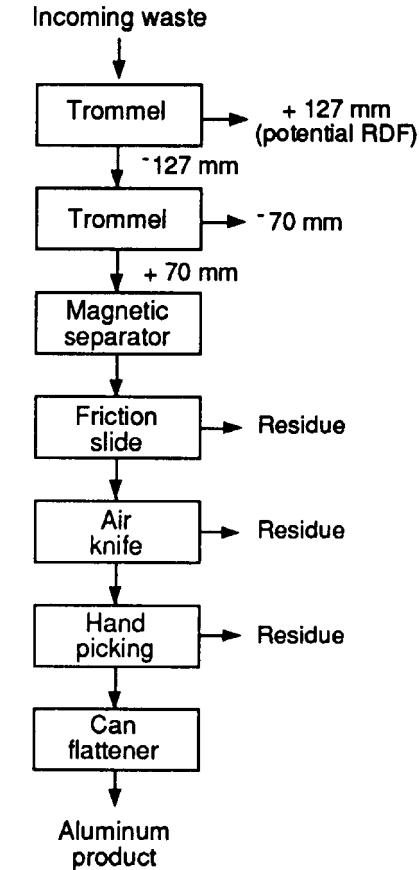 Incoming waste
Trommel
+ 127 mm
(potential RDF)
-127 mm
Trommel
-70 mm
+ 70 mm
Magnetic
separator
Friction
slide
Residue
Air
knife
Residue
Hand
picking
Residue
Can
flattener
Aluminum
product